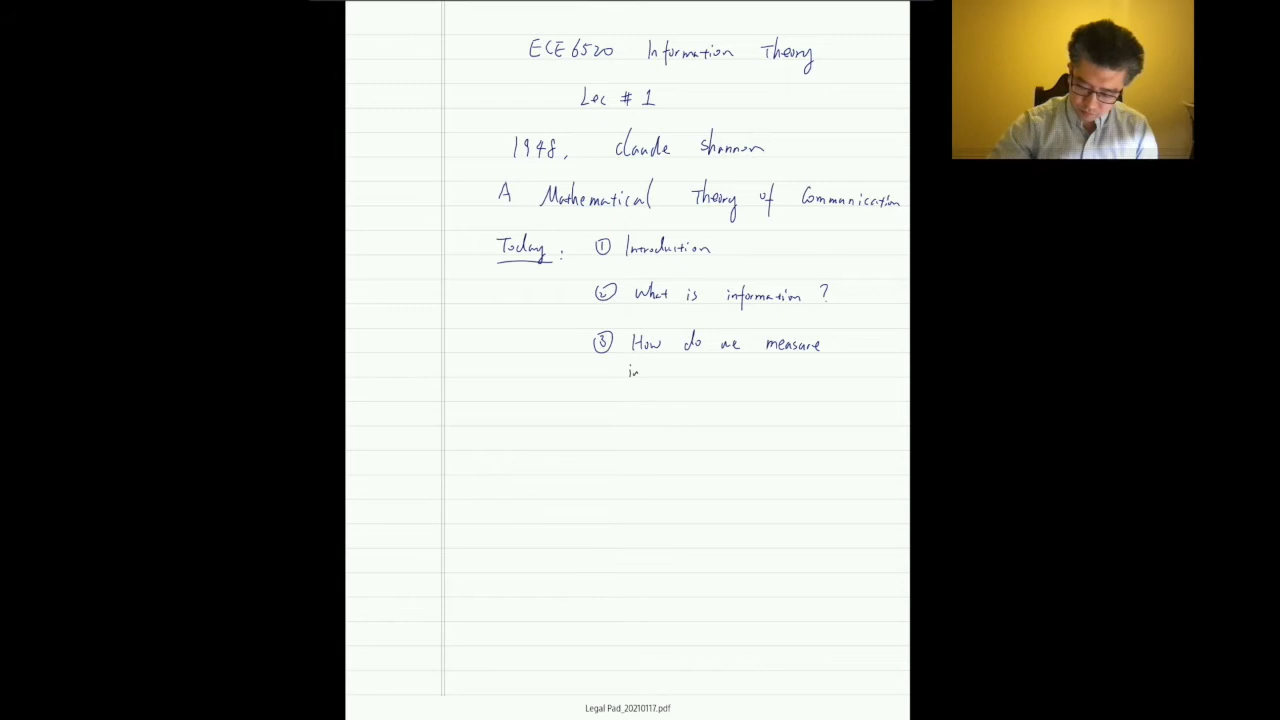 ECE 6520 Information Theory
Lec # 1
1948, Claude Shannon
A Mathematical Theory of Communication
Today: ① Introduction
② What is information?
③ How do we measure
in
Legal Pad_20210117.pdf